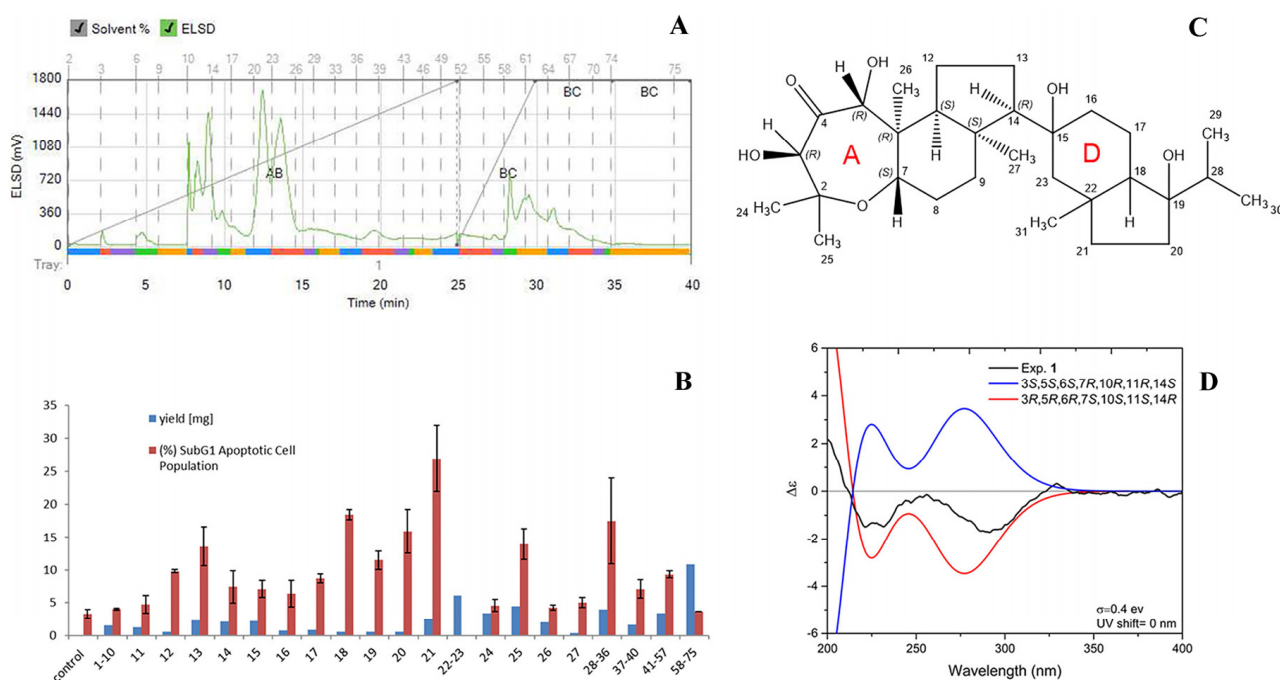 Solvent % ELSD
A
2 3 6 9 10 14 17 20 23 26 29 33 36 39 43 46 49 52 55 58 61 64 67 70 74 75
1800
1440
1080
720
360
0
ELSD (mV)
AB
BC
BC
BC
Tray:
1
0 5 10 15 20 25 30 35 40
Time (min)
C
O
4
H
OH
(R)
26
CH3
12
13
(S)
H
(R)
14
OH
15
16
17
29
CH3
H
HO
(R)
A
(R)
H
(S)
CH3
27
D
18
OH
28
2
(S)
7
9
23
22
19
CH3
30
24
H3C
O
8
H
H3C
31
H
CH3
25
21
20
B
35
30
25
20
15
10
5
0
yield [mg]
(%) SubG1 Apoptotic Cell
Population
control 1-10 11 12 13 14 15 16 17 18 19 20 21 22-23 24 25 26 27 28-36 37-40 41-57 58-75
D
6
4
2
0
-2
-4
-6
Δε
Exp. 1
3S,5S,6S,7R,10R,11R,14S
3R,5R,6R,7S,10S,11S,14R
σ=0.4 ev
UV shift= 0 nm
200 250 300 350 400
Wavelength (nm)